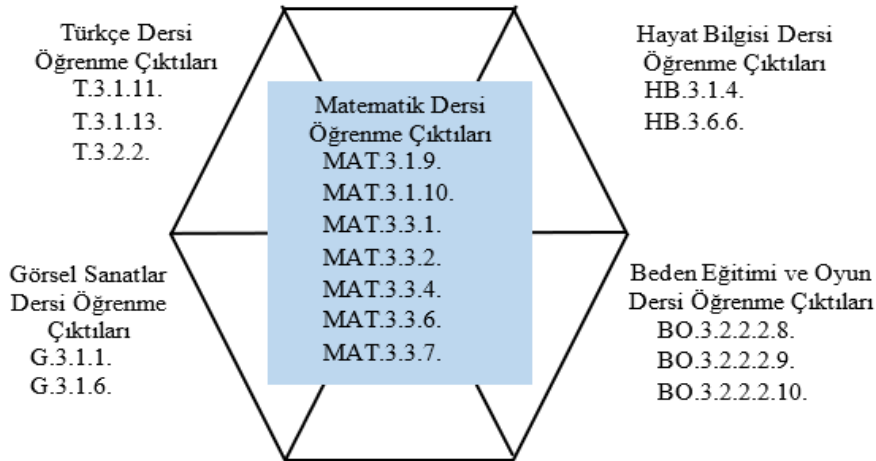 Türkçe Dersi
Öğrenme Çıktıları
T.3.1.11.
T.3.1.13.
T.3.2.2.
Hayat Bilgisi Dersi
Öğrenme Çıktıları
HB.3.1.4.
HB.3.6.6.
Matematik Dersi
Öğrenme Çıktıları
MAT.3.1.9.
MAT.3.1.10.
MAT.3.3.1.
MAT.3.3.2.
MAT.3.3.4.
MAT.3.3.6.
MAT.3.3.7.
Görsel Sanatlar
Dersi Öğrenme
Çıktıları
G.3.1.1.
G.3.1.6.
Beden Eğitimi ve Oyun
Dersi Öğrenme Çıktıları
BO.3.2.2.2.8.
BO.3.2.2.2.9.
BO.3.2.2.2.10.